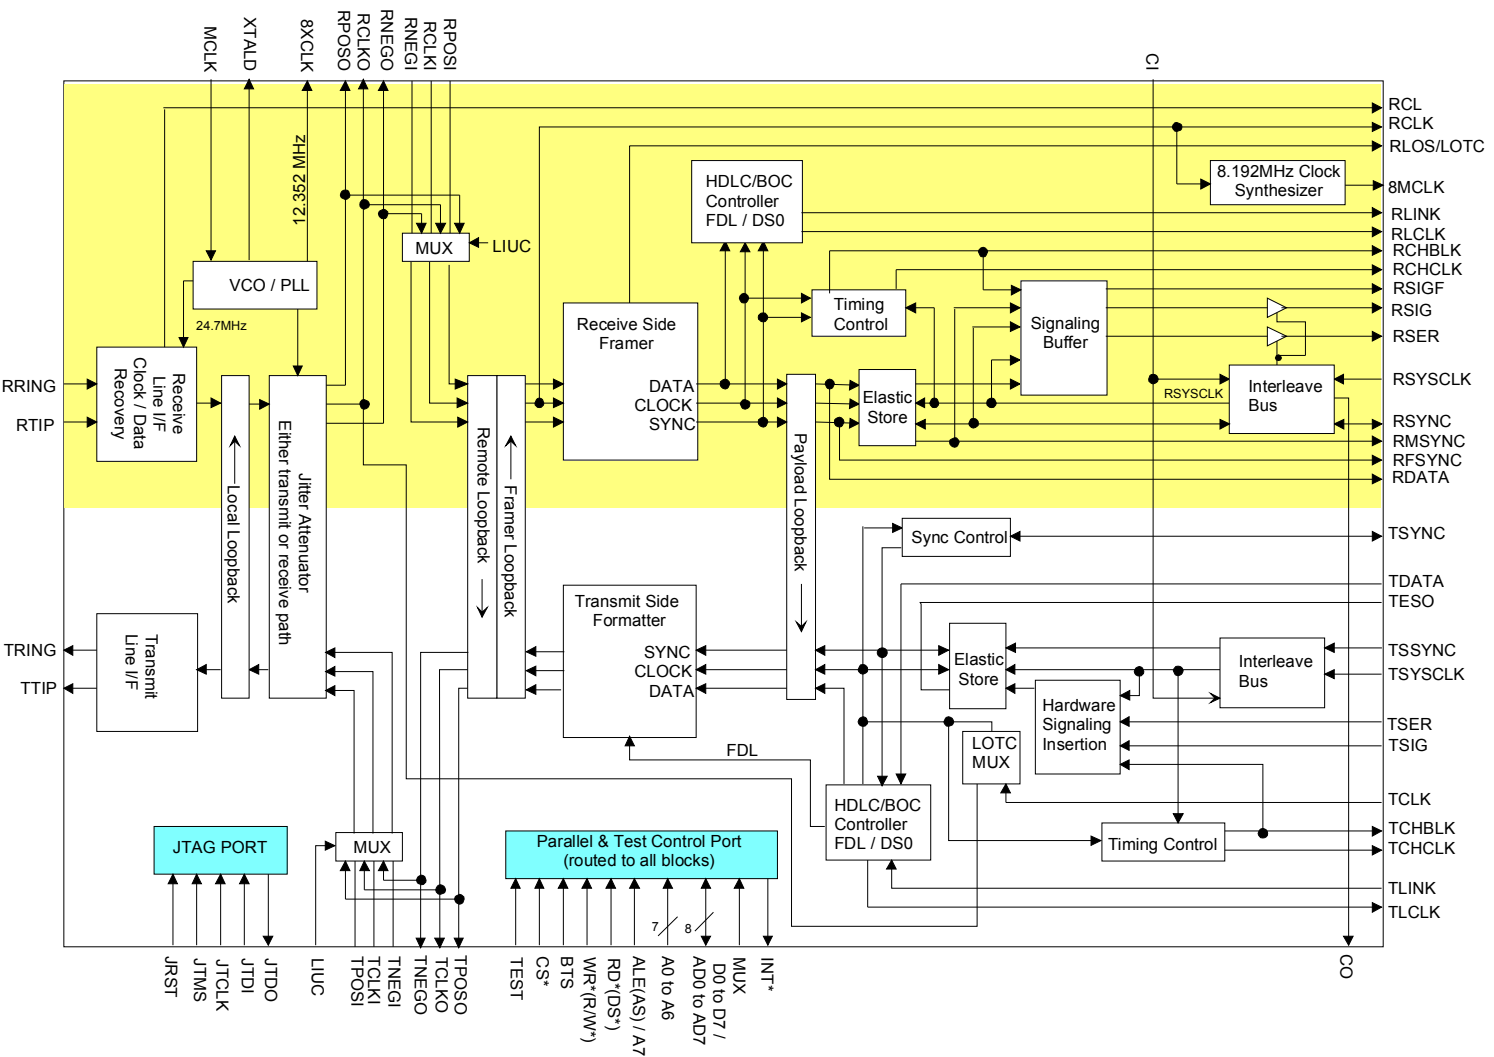 MCLK
XTALD
8XCLK
RPOSO
RCLKO
RNEGO
RNEGI
RCLKI
RPOSI
CI
12.352 MHz
RCL
RCLK
RLOS/LOTC
8.192MHz Clock
Synthesizer
8MCLK
HDLC/BOC
Controller
FDL / DS0
RLINK
RLCLK
RCHBLK
RCHCLK
RSIGF
RSIG
RSER
MUX
LIUC
VCO / PLL
24.7MHz
Receive Side
Framer
DATA
CLOCK
SYNC
Timing
Control
Signaling
Buffer
Elastic
Store
RSYSCLK
Interleave
Bus
RSYSCLK
RSYNC
RMSYNC
RFSYNC
RDATA
RRING
RTIP
Receive
Line I/F
Clock / Data
Recovery
Local Loopback
Jitter Attenuator
Either transmit or receive path
Remote Loopback
Framer Loopback
Payload Loopback
Sync Control
TSYNC
TDATA
TESO
Transmit Side
Formatter
SYNC
CLOCK
DATA
Elastic
Store
Interleave
Bus
TSSYNC
TSYSCLK
Hardware
Signaling
Insertion
TSER
TSIG
TRING
TTIP
Transmit
Line I/F
FDL
LOTC
MUX
TCLK
HDLC/BOC
Controller
FDL / DS0
Timing Control
TCHBLK
TCHCLK
TLINK
TLCLK
JTAG PORT
MUX
Parallel & Test Control Port
(routed to all blocks)
7
8
JRST
JTMS
JTCLK
JTDI
JTDO
LIUC
TPOSI
TCLKI
TNEGI
TNEGO
TCLKO
TPOSO
TEST
CS*
BTS
WR*(R/W*)
RD*(DS*)
ALE(AS) / A7
A0 to A6
D0 to D7 /
AD0 to AD7
MUX
INT*
CO